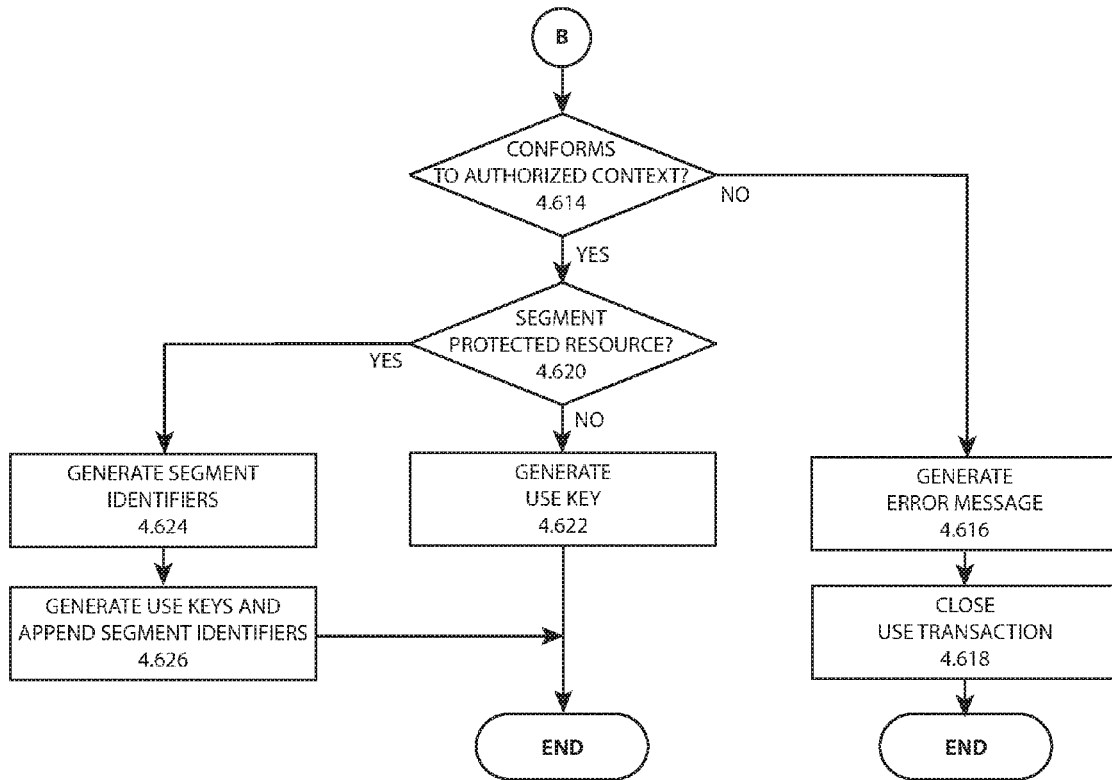 B
CONFORMS
TO AUTHORIZED CONTEXT?
4.614
NO
YES
SEGMENT
PROTECTED RESOURCE?
4.620
YES
NO
GENERATE SEGMENT
IDENTIFIERS
4.624
GENERATE
USE KEY
4.622
GENERATE
ERROR MESSAGE
4.616
GENERATE USE KEYS AND
APPEND SEGMENT IDENTIFIERS
4.626
CLOSE
USE TRANSACTION
4.618
END
END